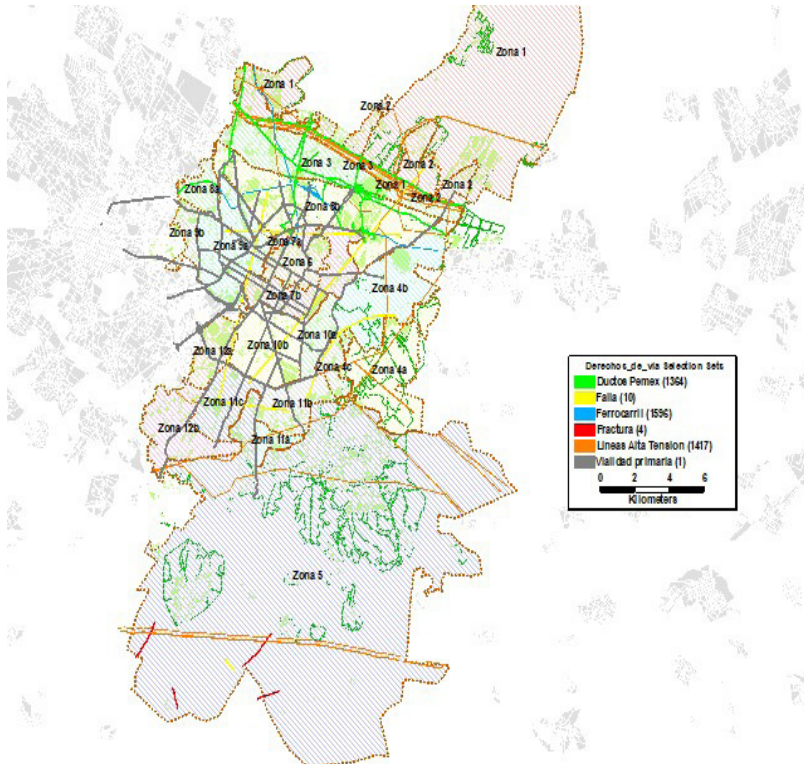 Zona 1
Zona 1
Zona 2
Zona 3
Zona 3
Zona 2
Zona 1
Zona 2
Zona 2
Zona 8a
Zona 8b
Zona 9b
Zona 9a
Zona 7a
Zona 6
Zona 4b
Zona 7b
Zona 10b
Zona 10a
Zona 12a
Zona 4c
Zona 4a
Zona 11c
Zona 11b
Zona 12b
Zona 11a
Zona 5
Derechos_de_via Selection Sets
Ductos Pemex (1364)
Falla (10)
Ferrocarril (1596)
Fractura (4)
Lineas Alta Tension (1417)
Vialidad primaria (1)
0 2 4 6
Kilometers